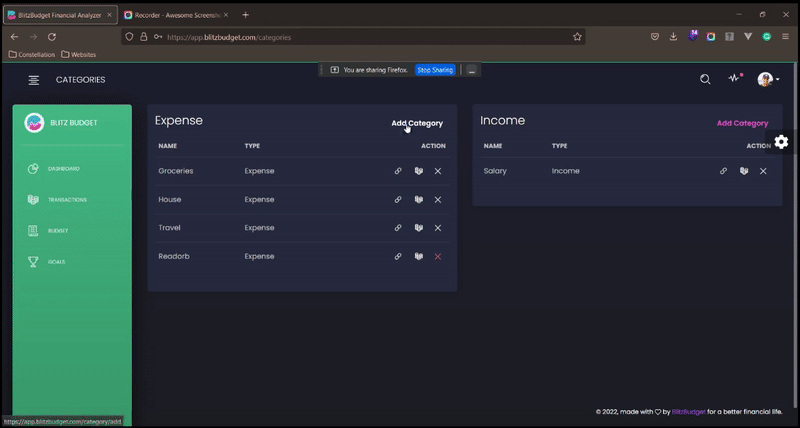 BlitzBudget Financial Analyzer
Recorder - Awesome Screensho
https://app.blitzbudget.com/categories
14
Constellation Websites
You are sharing Firefox. Stop Sharing
CATEGORIES
BLITZ BUDGET
DASHBOARD
TRANSACTIONS
BUDGET
GOALS
Expense Add Category
NAME TYPE ACTION
Groceries Expense
House Expense
Travel Expense
Readorb Expense
Income Add Category
NAME TYPE ACTION
Salary Income
© 2022, made with by BlitzBudget for a better financial life.
https://app.blitzbudget.com/category/add